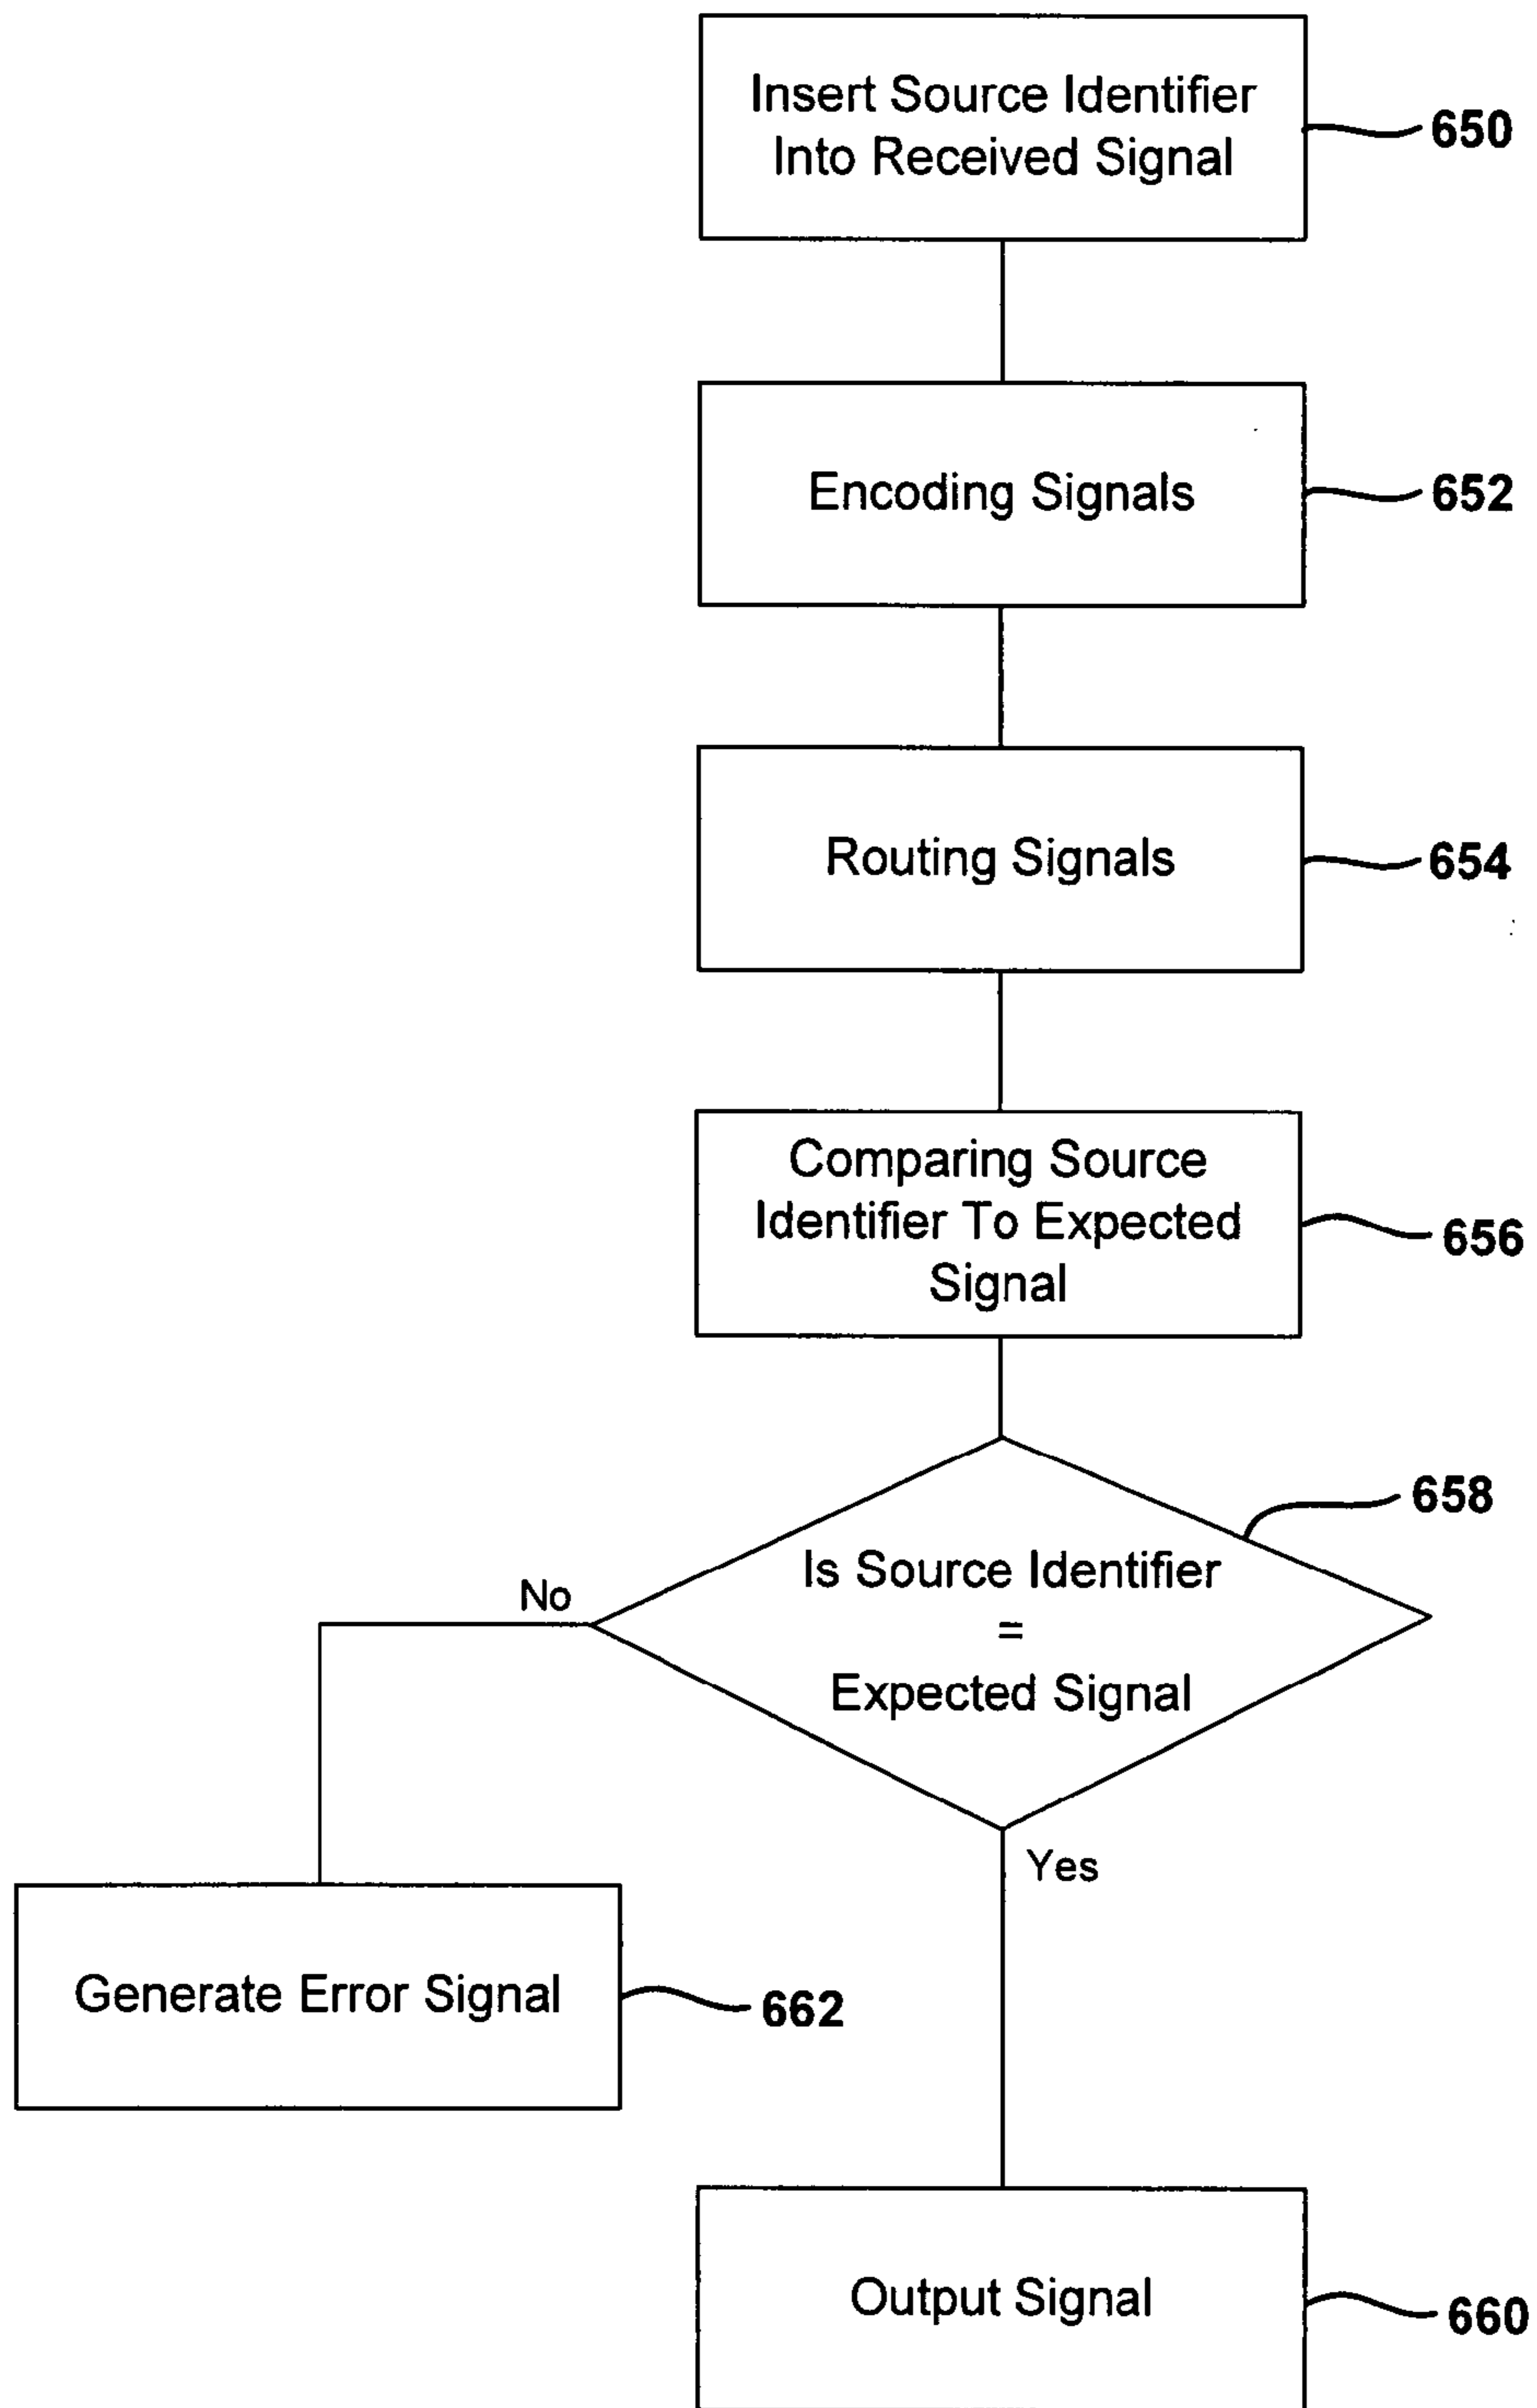 Insert Source Identifier
Into Received Signal
650
Encoding Signals
652
Routing Signals
654
Comparing Source
Identifier To Expected
Signal
656
658
Is Source Identifier
=
Expected Signal
No
Yes
Generate Error Signal
662
Output Signal
660